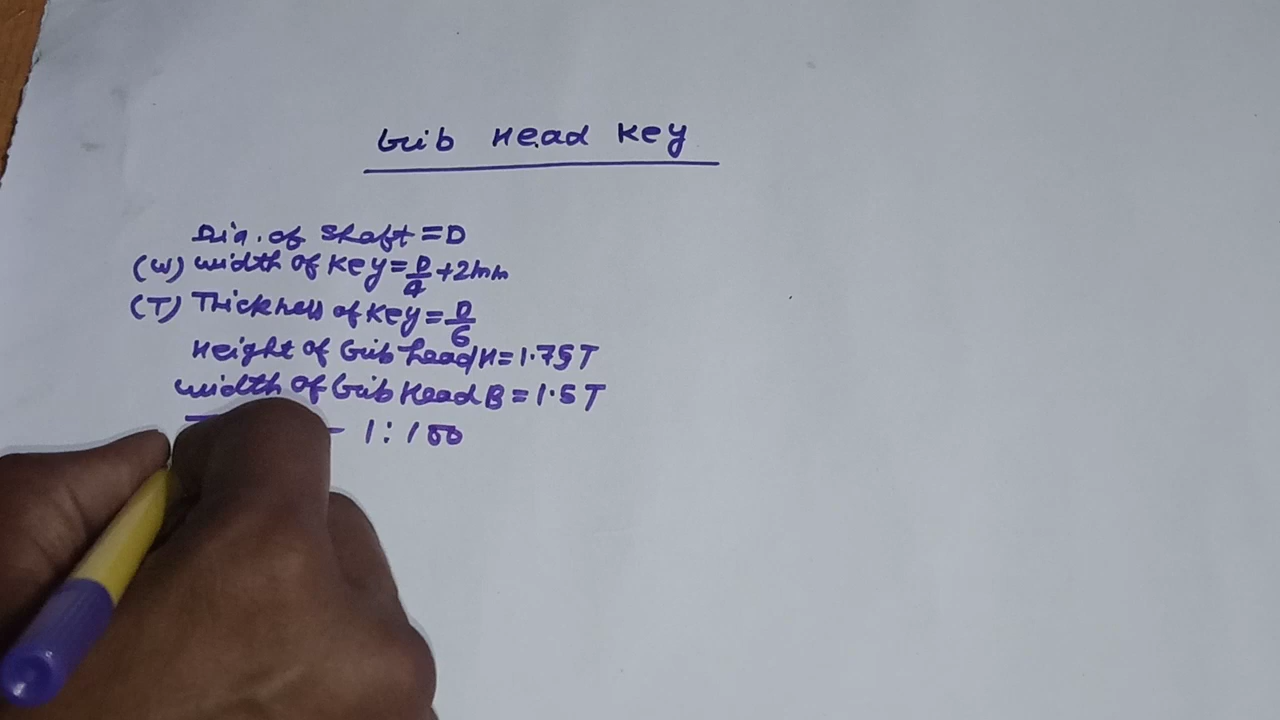 Gib Head Key
Dia. of Shaft = D
(W) Width of Key = D/4 + 2mm
(T) Thickness of Key = D/6
Height of Gib head H = 1.75T
Width of Gib Head B = 1.5T
- 1:100